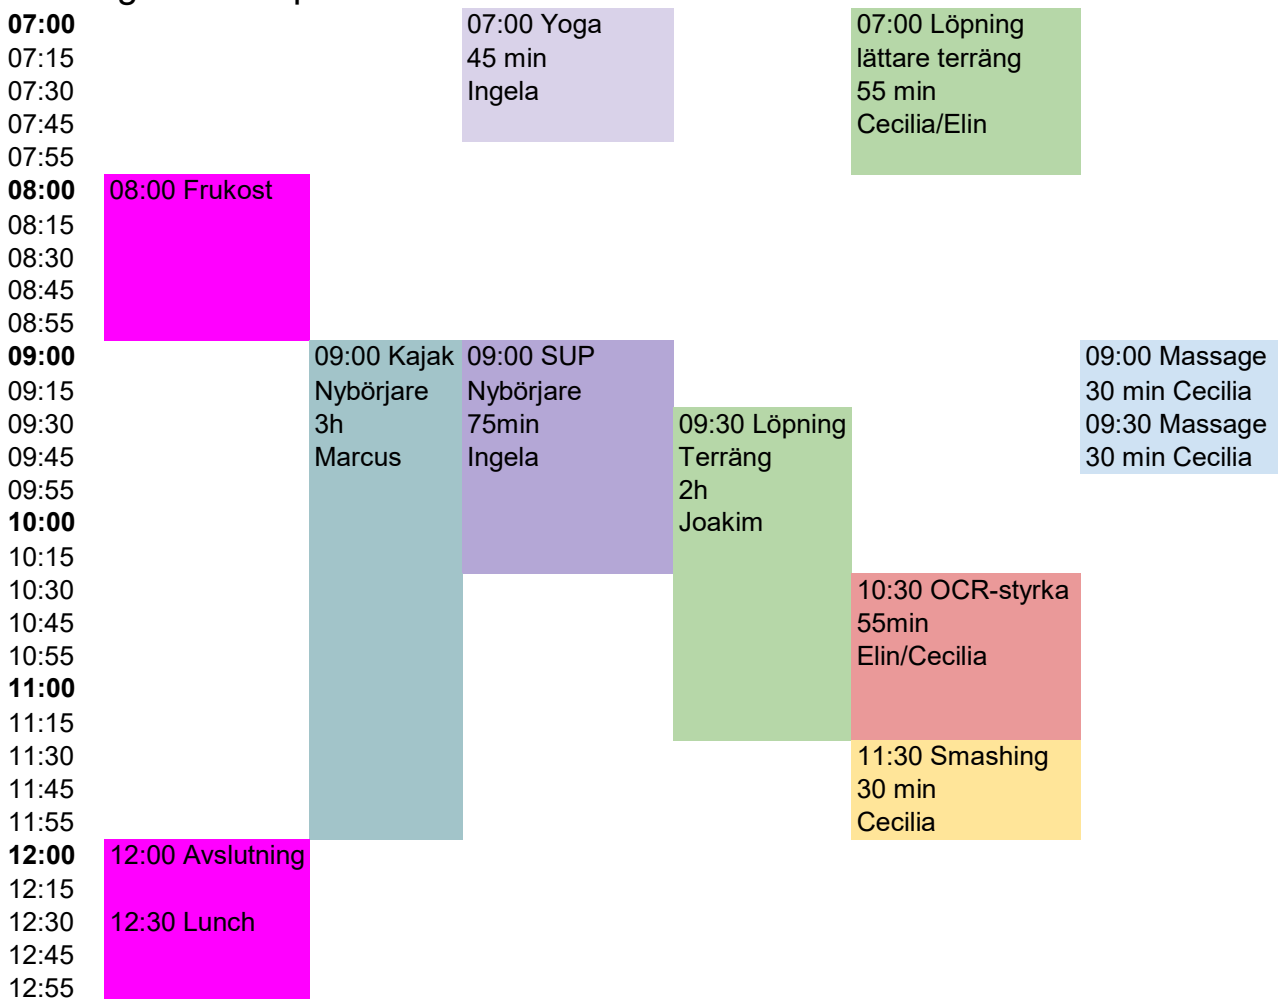 07:00 07:00 Yoga 07:00 Löpning
07:15 45 min lättare terräng
07:30 Ingela 55 min
07:45 Cecilia/Elin
07:55
08:00 08:00 Frukost
08:15
08:30
08:45
08:55
09:00 09:00 Kajak 09:00 SUP 09:00 Massage
09:15 Nybörjare Nybörjare 30 min Cecilia
09:30 3h 75min 09:30 Löpning 09:30 Massage
09:45 Marcus Ingela Terräng 30 min Cecilia
09:55 2h
10:00 Joakim
10:15
10:30 10:30 OCR-styrka
10:45 55min
10:55 Elin/Cecilia
11:00
11:15
11:30 11:30 Smashing
11:45 30 min
11:55 Cecilia
12:00 12:00 Avslutning
12:15
12:30 12:30 Lunch
12:45
12:55